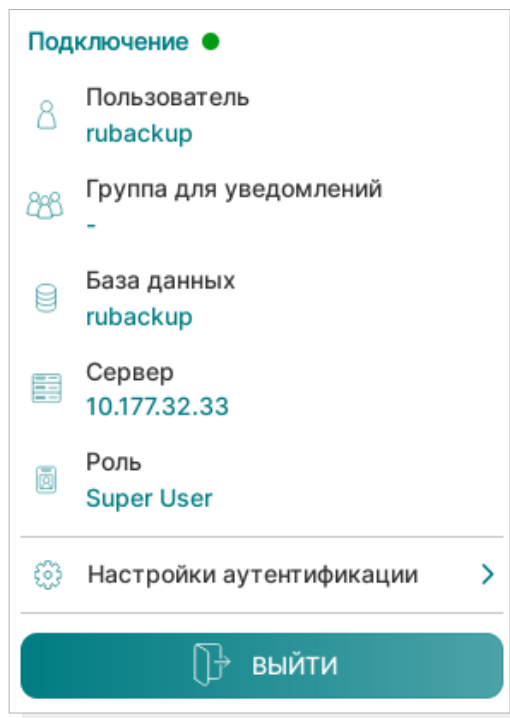 Подключение
Пользователь
rubackup
Группа для уведомлений
-
База данных
rubackup
Сервер
10.177.32.33
Роль
Super User
Настройки аутентификации
ВЫЙТИ